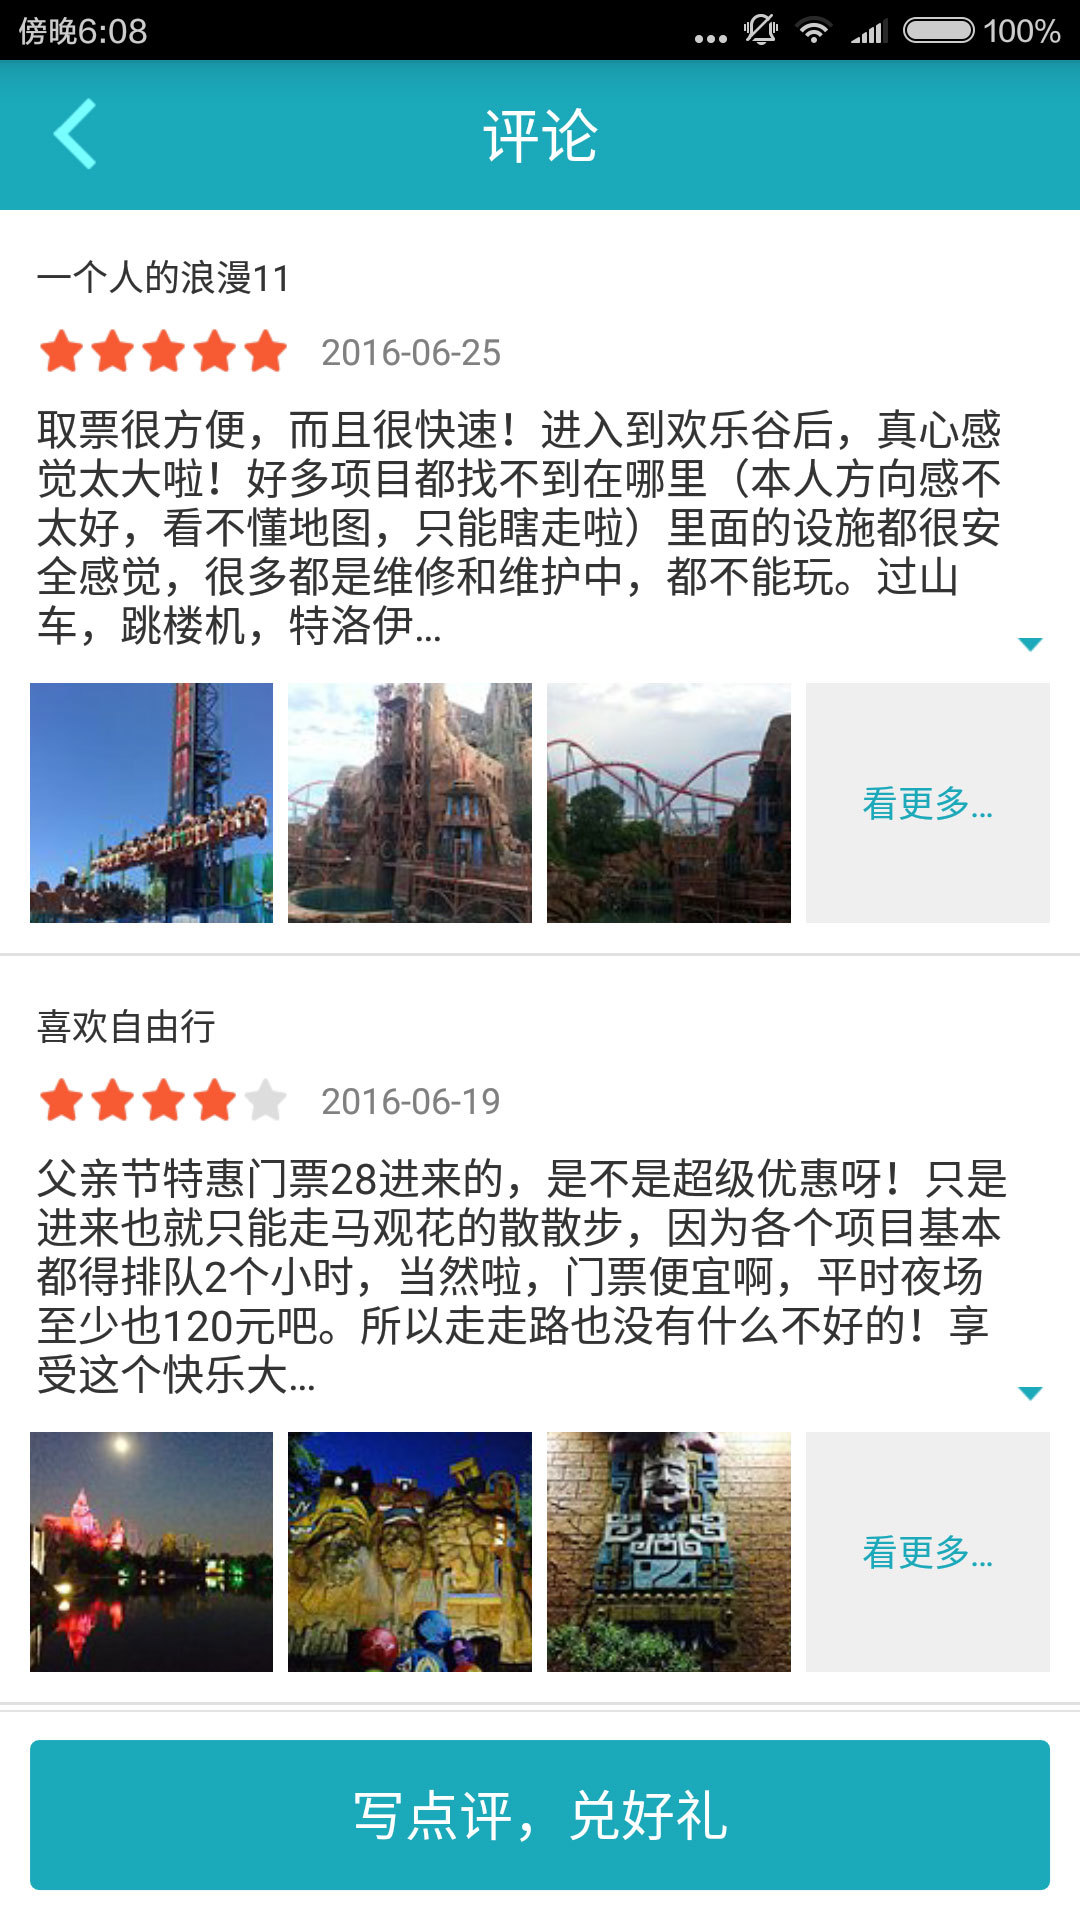 傍晚6:08
100%
评论
一个人的浪漫11
2016-06-25
取票很方便，而且很快速！进入到欢乐谷后，真心感
觉太大啦！好多项目都找不到在哪里（本人方向感不
太好，看不懂地图，只能瞎走啦）里面的设施都很安
全感觉，很多都是维修和维护中，都不能玩。过山
车，跳楼机，特洛伊...
看更多...
喜欢自由行
2016-06-19
父亲节特惠门票28进来的，是不是超级优惠呀！只是
进来也就只能走马观花的散散步，因为各个项目基本
都得排队2个小时，当然啦，门票便宜啊，平时夜场
至少也120元吧。所以走走路也没有什么不好的！享
受这个快乐大...
看更多...
写点评，兑好礼